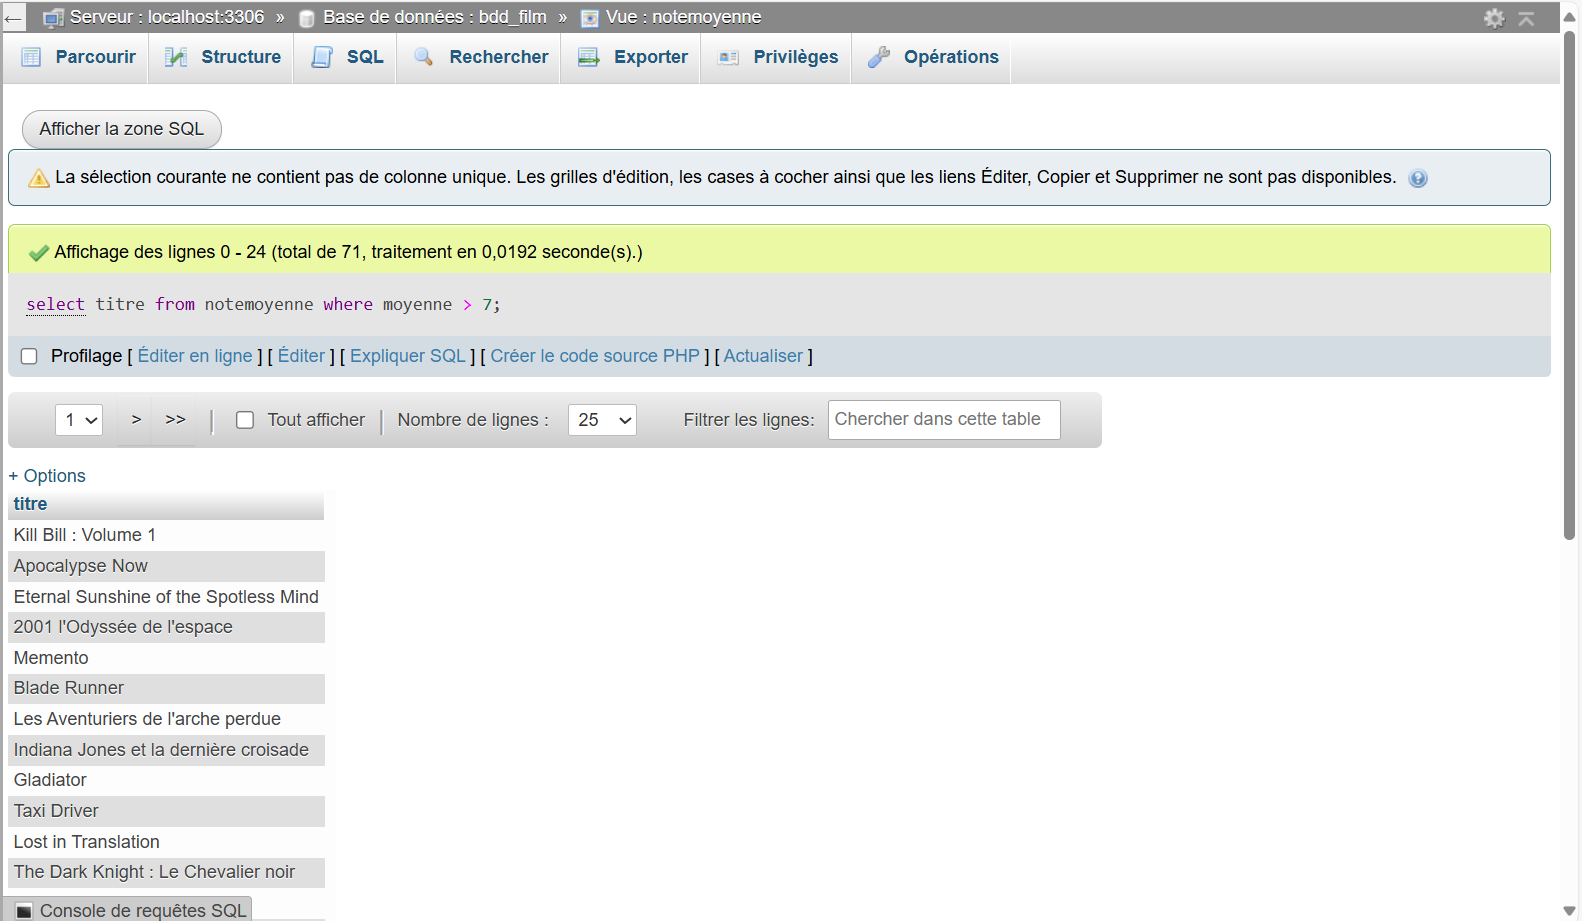 ← Serveur : localhost:3306 » Base de données : bdd_film » Vue : notemoyenne
Parcourir Structure SQL Rechercher Exporter Privilèges Opérations
Afficher la zone SQL
La sélection courante ne contient pas de colonne unique. Les grilles d'édition, les cases à cocher ainsi que les liens Éditer, Copier et Supprimer ne sont pas disponibles.
Affichage des lignes 0 - 24 (total de 71, traitement en 0,0192 seconde(s).)
select titre from notemoyenne where moyenne > 7;
Profilage [ Éditer en ligne ] [ Éditer ] [ Expliquer SQL ] [ Créer le code source PHP ] [ Actualiser ]
1 > >> | Tout afficher | Nombre de lignes : 25 Filtrer les lignes: Chercher dans cette table
+ Options
titre
Kill Bill : Volume 1
Apocalypse Now
Eternal Sunshine of the Spotless Mind
2001 l'Odyssée de l'espace
Memento
Blade Runner
Les Aventuriers de l'arche perdue
Indiana Jones et la dernière croisade
Gladiator
Taxi Driver
Lost in Translation
The Dark Knight : Le Chevalier noir
Console de requêtes SQL